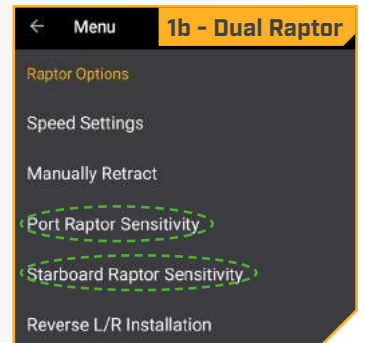 ← Menu
1b - Dual Raptor
Raptor Options
Speed Settings
Manually Retract
Port Raptor Sensitivity
Starboard Raptor Sensitivity
Reverse L/R Installation